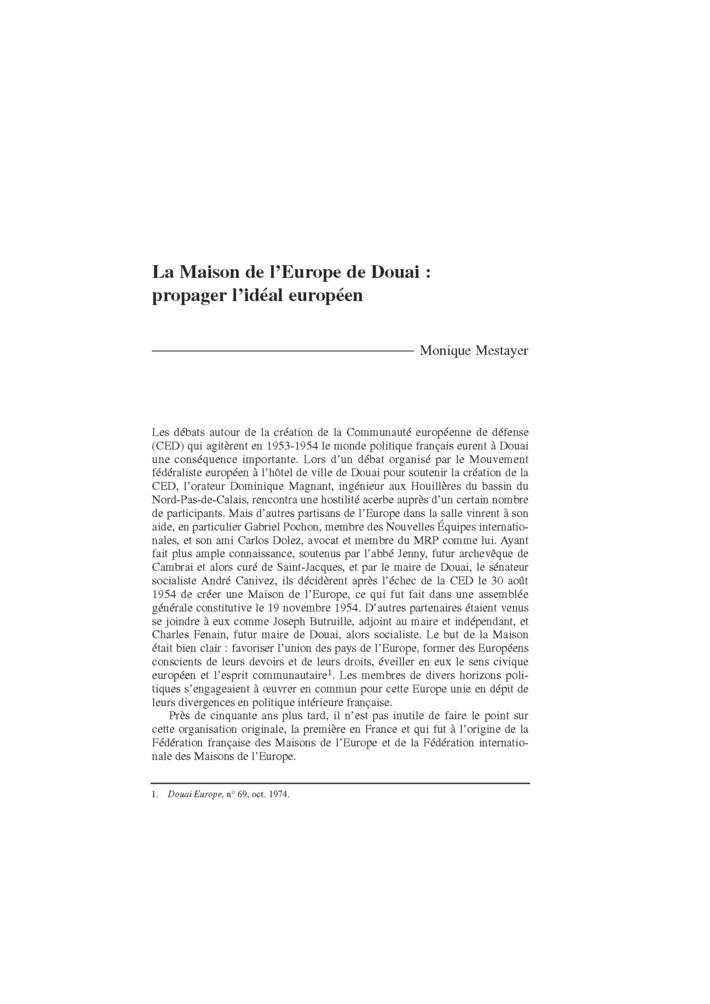 La Maison de l’Europe de Douai :
propager l’idéal européen
Monique Mestayer
Les débats autour de la création de la Communauté européenne de défense
(CED) qui agitèrent en 1953-1954 le monde politique français eurent à Douai
une conséquence importante. Lors d’un débat organisé par le Mouvement
fédéraliste européen à l’hôtel de ville de Douai pour soutenir la création de la
CED, l’orateur Dominique Magnant, ingénieur aux Houillères du bassin du
Nord-Pas-de-Calais, rencontra une hostilité acerbe auprès d’un certain nombre
de participants. Mais d’autres partisans de l’Europe dans la salle vinrent à son
aide, en particulier Gabriel Pochon, membre des Nouvelles Équipes internatio-
nales, et son ami Carlos Dolez, avocat et membre du MRP comme lui. Ayant
fait plus ample connaissance, soutenus par l’abbé Jenny, futur archevêque de
Cambrai et alors curé de Saint-Jacques, et par le maire de Douai, le sénateur
socialiste André Canivez, ils décidèrent après l’échec de la CED le 30 août
1954 de créer une Maison de l’Europe, ce qui fut fait dans une assemblée
générale constitutive le 19 novembre 1954. D’autres partenaires étaient venus
se joindre à eux comme Joseph Butruille, adjoint au maire et indépendant, et
Charles Fenain, futur maire de Douai, alors socialiste. Le but de la Maison
était bien clair : favoriser l’union des pays de l’Europe, former des Européens
conscients de leurs devoirs et de leurs droits, éveiller en eux le sens civique
européen et l’esprit communautaire1. Les membres de divers horizons poli-
tiques s’engageaient à œuvrer en commun pour cette Europe unie en dépit de
leurs divergences en politique intérieure française.
Près de cinquante ans plus tard, il n’est pas inutile de faire le point sur
cette organisation originale, la première en France et qui fut à l’origine de la
Fédération française des Maisons de l’Europe et de la Fédération internatio-
nale des Maisons de l’Europe.
1. Douai Europe, n° 69, oct. 1974.